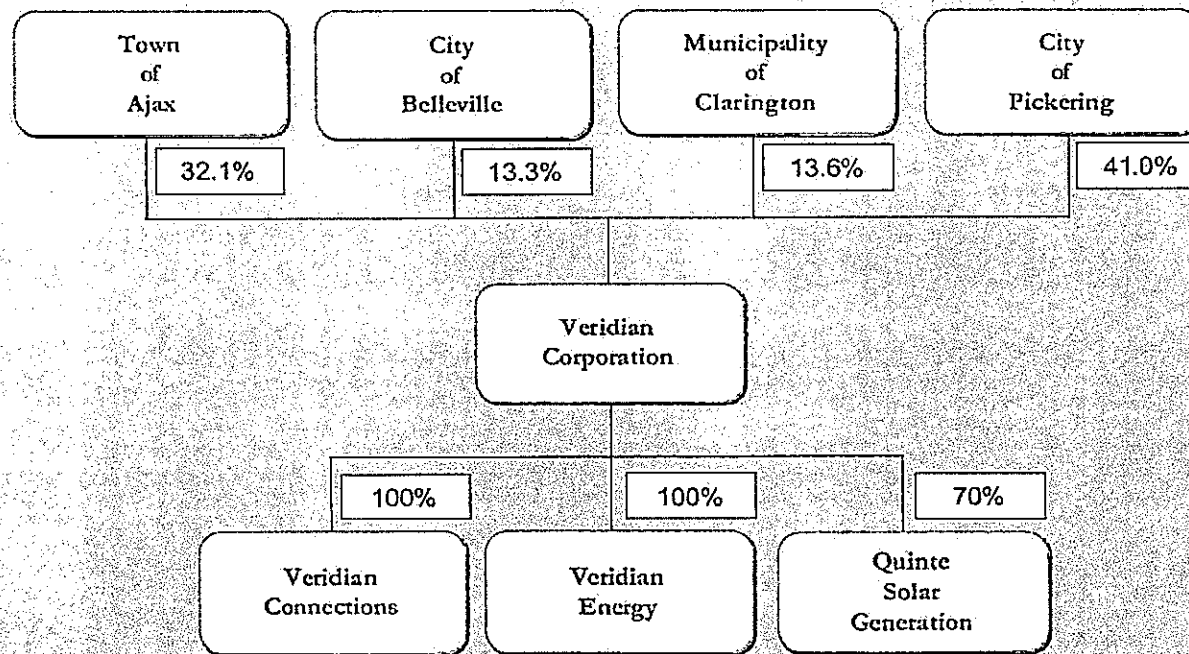 Town
of
Ajax
City
of
Belleville
Municipality
of
Clarington
City
of
Pickering
32.1%
13.3%
13.6%
41.0%
Veridian
Corporation
100%
100%
70%
Veridian
Connections
Veridian
Energy
Quinte
Solar
Generation